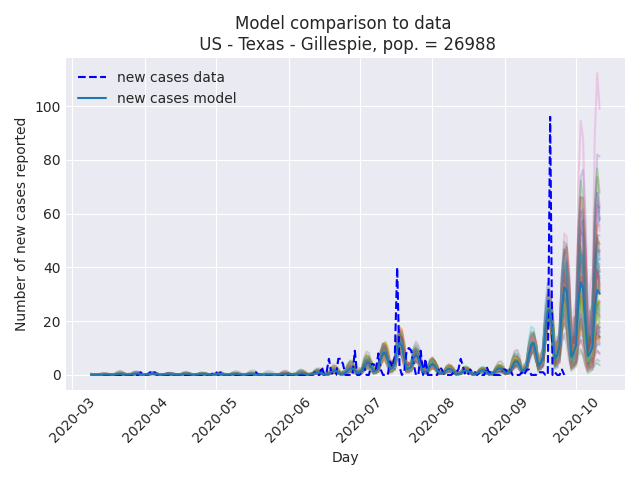 Model comparison to data
US - Texas - Gillespie, pop. = 26988
new cases data
new cases model
Number of new cases reported
100
80
60
40
20
0
2020-03
2020-04
2020-05
2020-06
2020-07
2020-08
2020-09
2020-10
Day